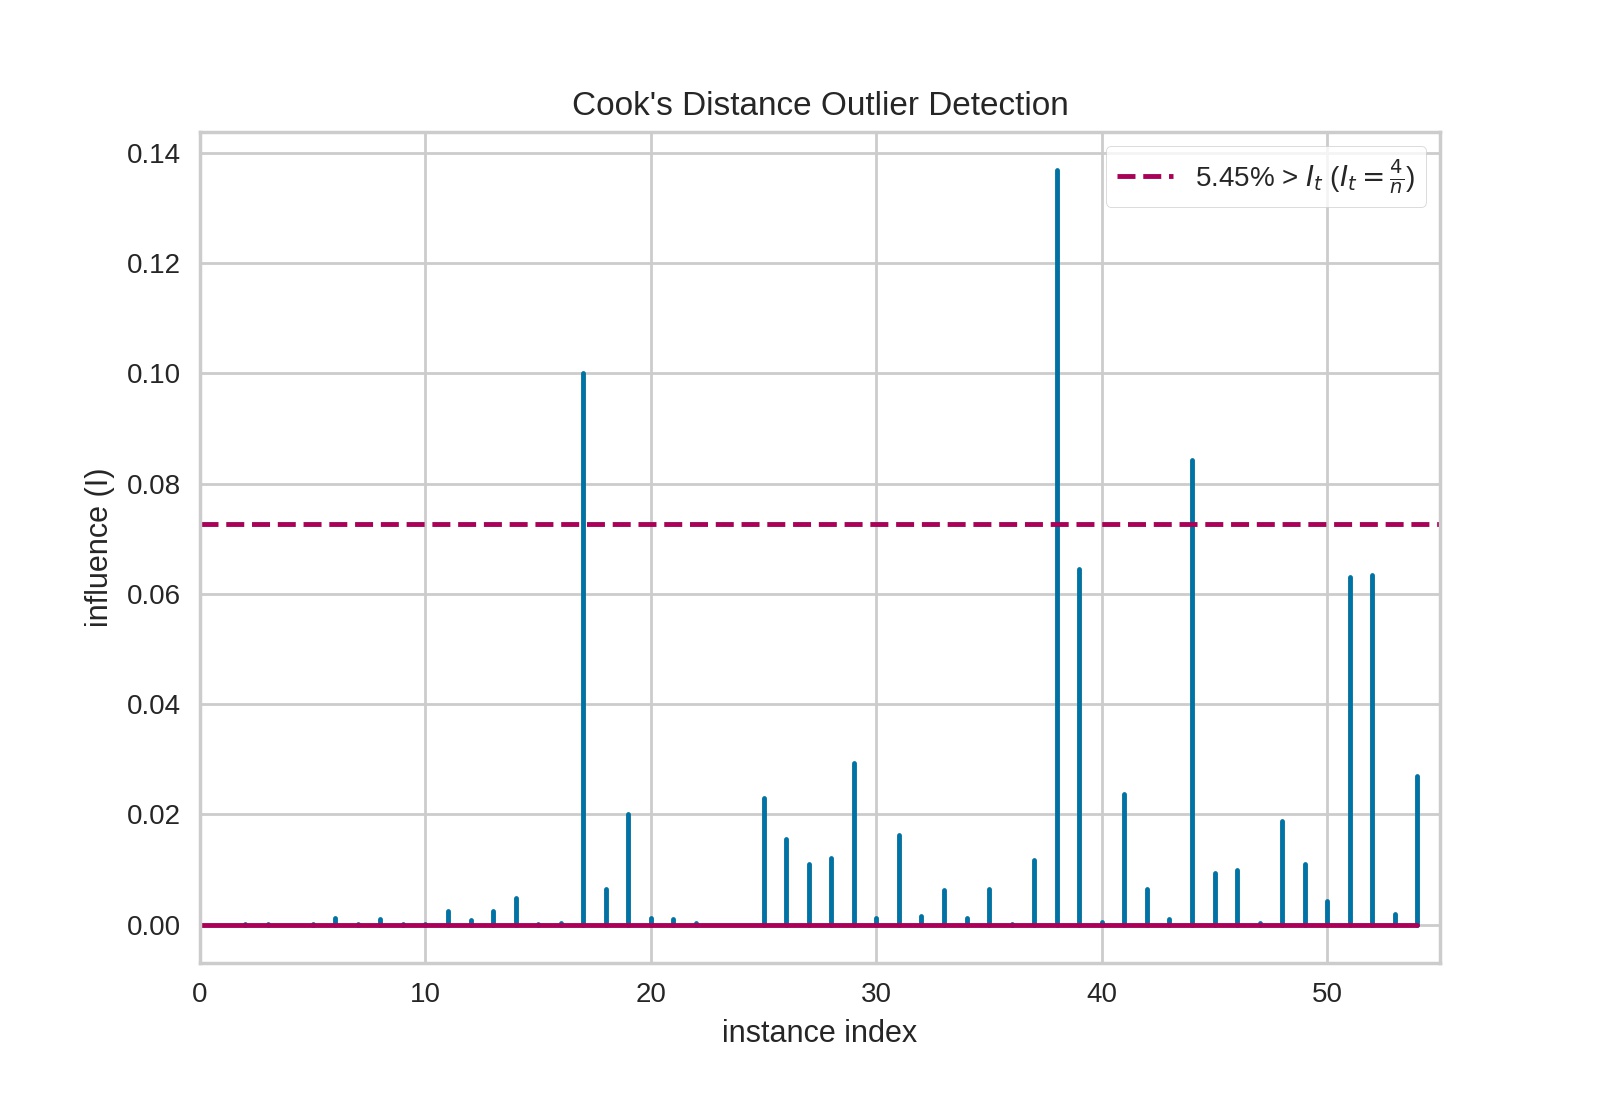 Cook's Distance Outlier Detection
5.45% > I_t (I_t = 4/n)
influence (I)
0.14
0.12
0.10
0.08
0.06
0.04
0.02
0.00
0 10 20 30 40 50
instance index